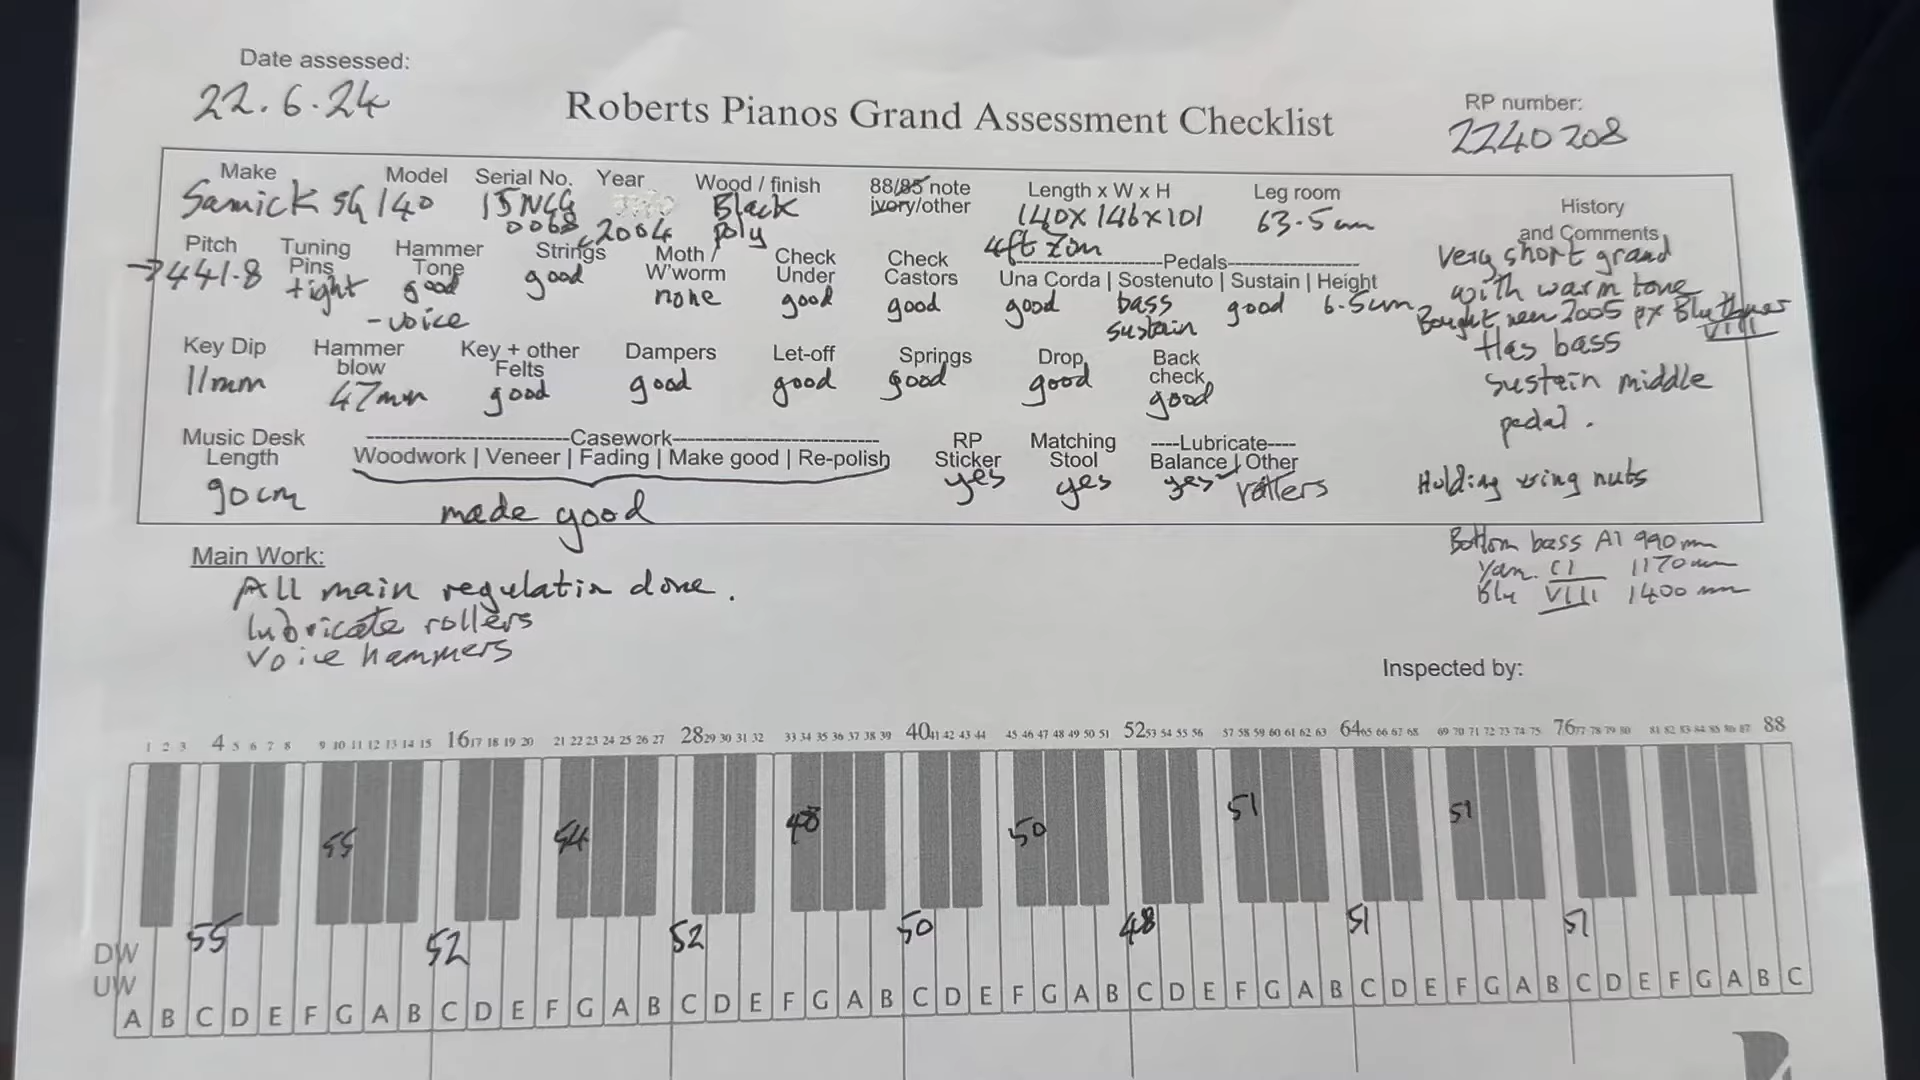 Date assessed:
22.6.24
Roberts Pianos Grand Assessment Checklist
RP number:
2240208
Make Model Serial No. Year Wood / finish 88/85 note ivory/other Length x W x H Leg room
Samick SG 140 15NCG 0068 2004 Black poly 140 x 146 x 101 63.5cm
4ft 7in
History and Comments
Very short grand
with warm tone
Bought new 2005 px Bluthner VIII
Has bass
sustain middle
pedal.
Holding wing nuts
Pitch Tuning Pins Hammer Tone Strings Moth / W'worm Check Under Check Castors
→441.8 tight good - voice good none good good
--Pedals--
Una Corda | Sostenuto | Sustain | Height
good bass sustain good 6.5cm
Key Dip Hammer blow Key + other Felts Dampers Let-off Springs Drop Back check
11mm 47mm good good good good good good
Music Desk Length
90cm
--Casework--
Woodwork | Veneer | Fading | Make good | Re-polish
made good
RP Sticker Matching Stool
yes yes
----Lubricate----
Balance | Other
yes rollers
Bottom bass A1 990mm
Yam. C1 1170mm
Blu VIII 1400mm
Main Work:
All main regulation done.
lubricate rollers
voice hammers
Inspected by:
1 2 3 4 5 6 7 8 9 10 11 12 13 14 15 16 17 18 19 20 21 22 23 24 25 26 27 28 29 30 31 32 33 34 35 36 37 38 39 40 41 42 43 44 45 46 47 48 49 50 51 52 53 54 55 56 57 58 59 60 61 62 63 64 65 66 67 68 69 70 71 72 73 74 75 76 77 78 79 80 81 82 83 84 85 86 87 88
55 54 48 50 51 51
DW 55 52 52 50 48 51 51
UW
A B C D E F G A B C D E F G A B C D E F G A B C D E F G A B C D E F G A B C D E F G A B C D E F G A B C